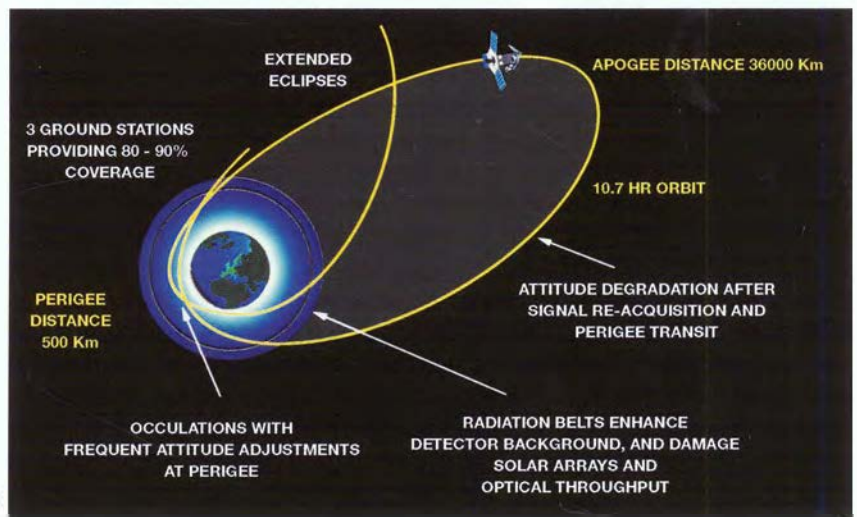 EXTENDED
ECLIPSES
APOGEE DISTANCE 36000 Km
3 GROUND STATIONS
PROVIDING 80 - 90%
COVERAGE
10.7 HR ORBIT
ATTITUDE DEGRADATION AFTER
SIGNAL RE-ACQUISITION AND
PERIGEE TRANSIT
PERIGEE
DISTANCE
500 Km
OCCULATIONS WITH
FREQUENT ATTITUDE ADJUSTMENTS
AT PERIGEE
RADIATION BELTS ENHANCE
DETECTOR BACKGROUND, AND DAMAGE
SOLAR ARRAYS AND
OPTICAL THROUGHPUT